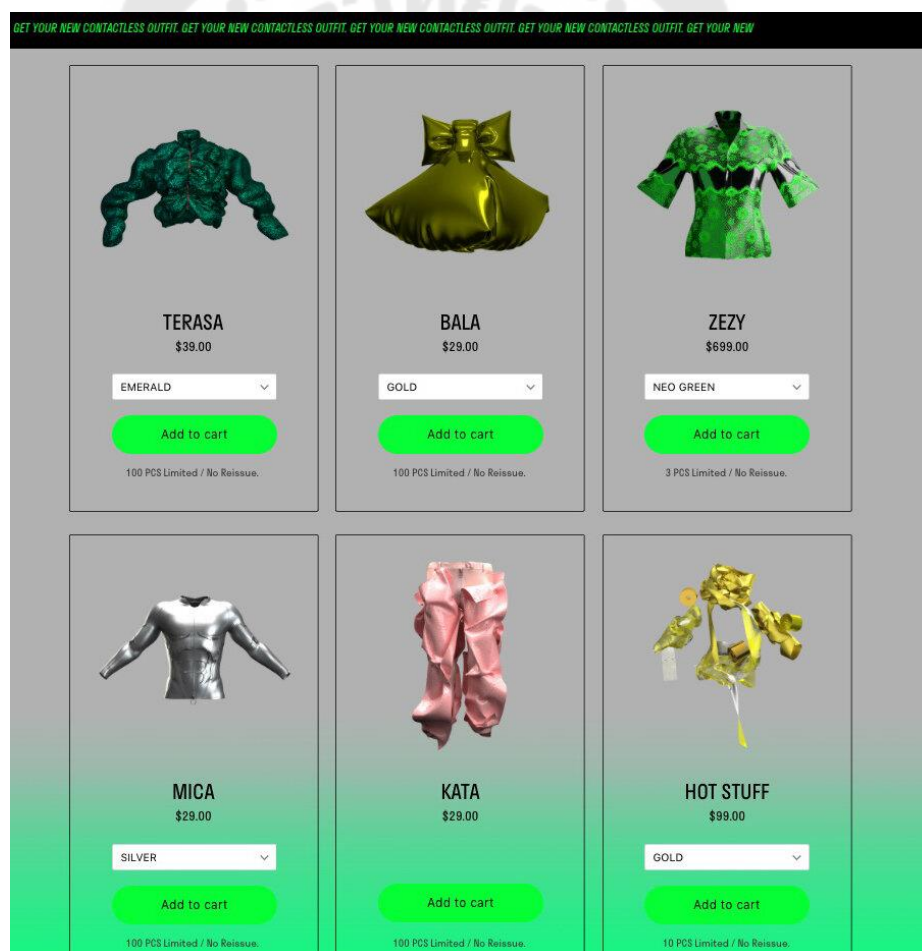 GET YOUR NEW CONTACTLESS OUTFIT. GET YOUR NEW CONTACTLESS OUTFIT. GET YOUR NEW CONTACTLESS OUTFIT. GET YOUR NEW CONTACTLESS OUTFIT. GET YOUR NEW
TERASA
$39.00
EMERALD
Add to cart
100 PCS Limited / No Reissue.
BALA
$29.00
GOLD
Add to cart
100 PCS Limited / No Reissue.
ZEZY
$699.00
NEO GREEN
Add to cart
3 PCS Limited / No Reissue.
MICA
$29.00
SILVER
Add to cart
100 PCS Limited / No Reissue.
KATA
$29.00
Add to cart
100 PCS Limited / No Reissue.
HOT STUFF
$99.00
GOLD
Add to cart
10 PCS Limited / No Reissue.